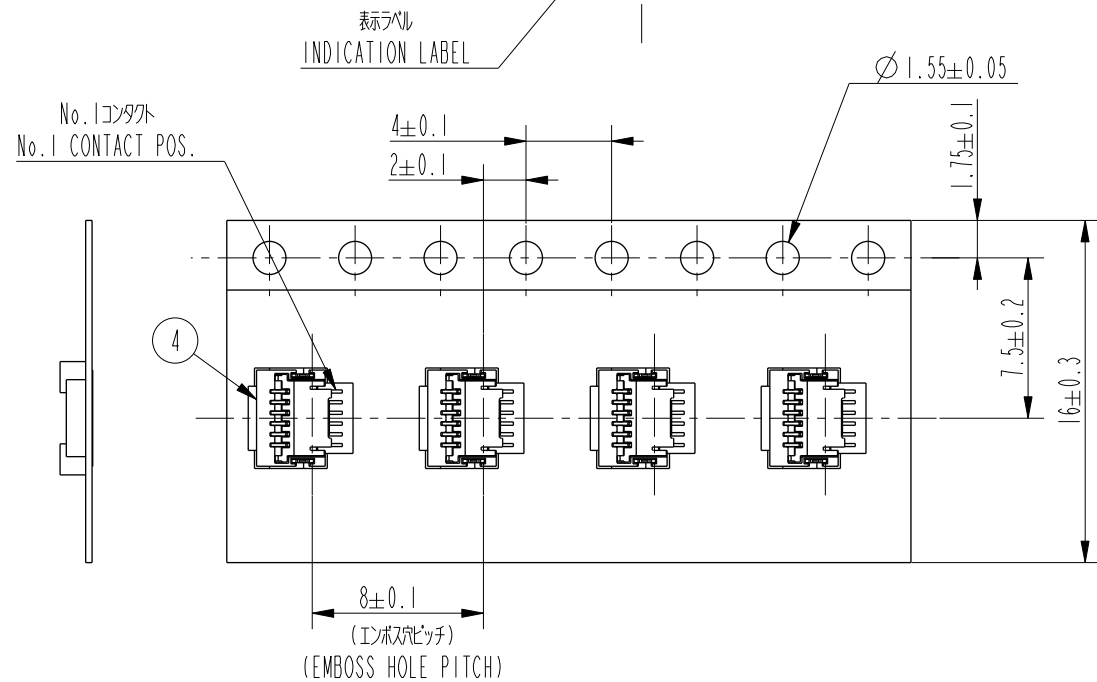 表示ラベル
INDICATION LABEL
No.1コンタクト
No.1 CONTACT POS.
4±0.1
2±0.1
⌀1.55±0.05
1.75±0.1
7.5±0.2
16±0.3
4
8±0.1
(エンボス穴ピッチ)
(EMBOSS HOLE PITCH)